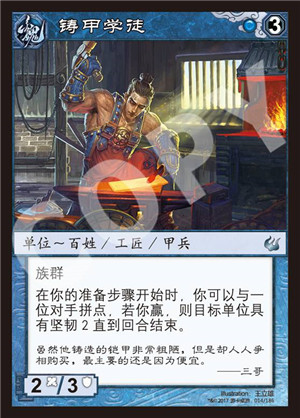 铸甲学徒
3
单位～百姓 / 工匠 / 甲兵
族群
在你的准备步骤开始时，你可以与一
位对手拼点，若你赢，则目标单位具
有坚韧 2 直到回合结束。
虽然他铸造的铠甲非常粗陋，但是却人人争
相购买，最主要的还是因为便宜。
——三哥
2 / 3
Illustration: 王立雄
COPY